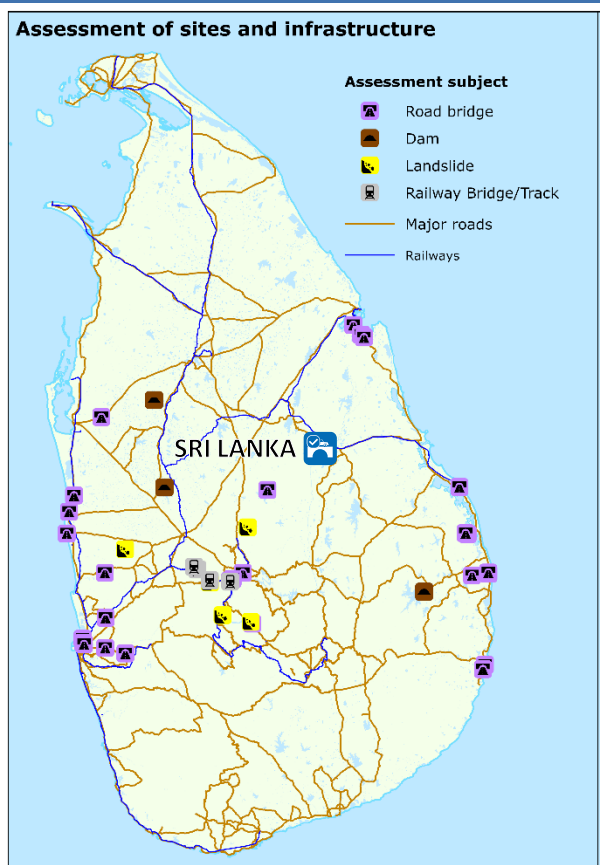 Assessment of sites and infrastructure
Assessment subject
Road bridge
Dam
Landslide
Railway Bridge/Track
Major roads
Railways
SRI LANKA